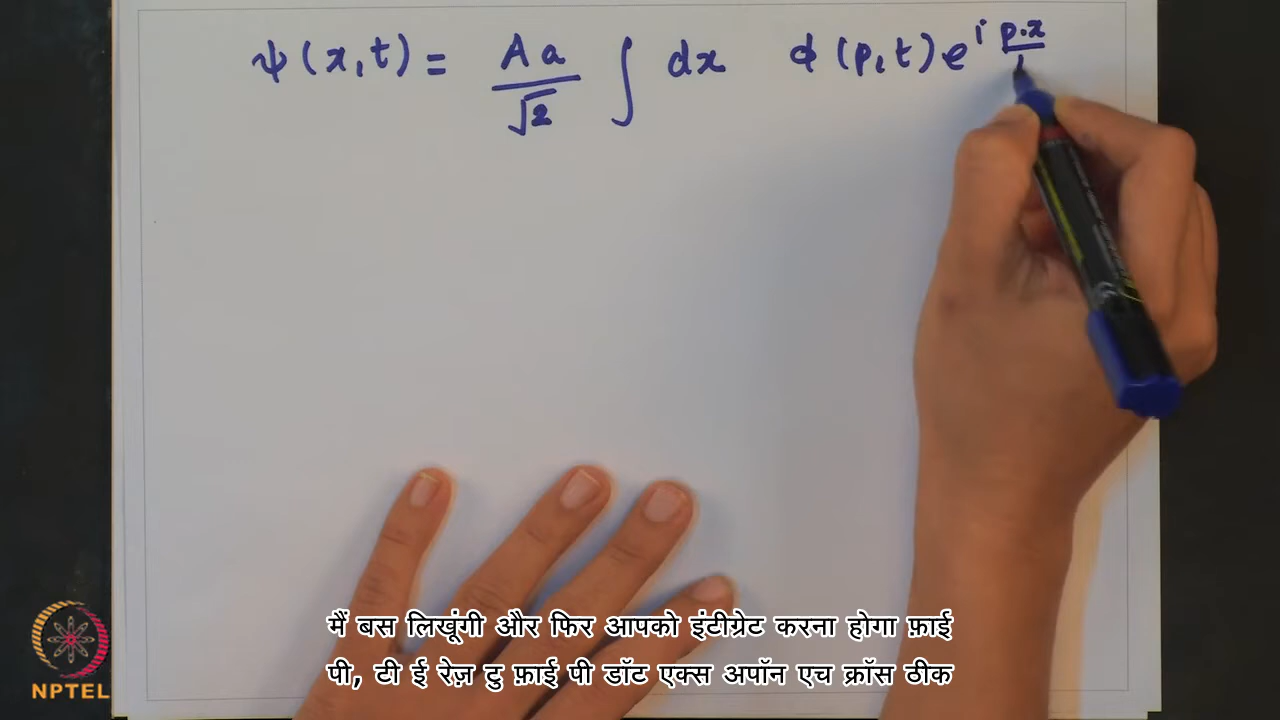 ψ(x,t) = Aa/√2 ∫ dx ϕ(p,t) e^{i p.x/
मैं बस लिखूंगी और फिर आपको इंटीग्रेट करना होगा फ़ाई
पी, टी ई रेज़ टु फ़ाई पी डॉट एक्स अपॉन एच क्रॉस ठीक
NPTEL